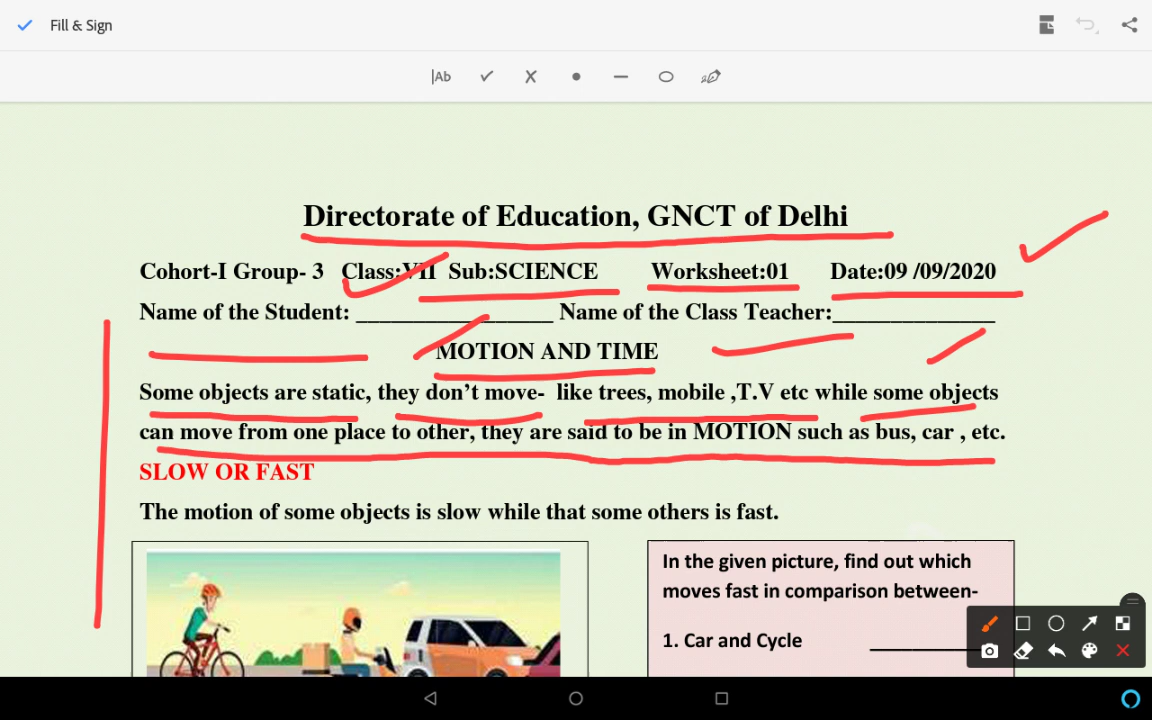 Fill & Sign
|Ab
Directorate of Education, GNCT of Delhi
Cohort-I Group- 3 Class:VII Sub:SCIENCE Worksheet:01 Date:09 /09/2020
Name of the Student: _________________ Name of the Class Teacher:______________
MOTION AND TIME
Some objects are static, they don’t move- like trees, mobile ,T.V etc while some objects
can move from one place to other, they are said to be in MOTION such as bus, car , etc.
SLOW OR FAST
The motion of some objects is slow while that some others is fast.
In the given picture, find out which
moves fast in comparison between-
1. Car and Cycle ___________